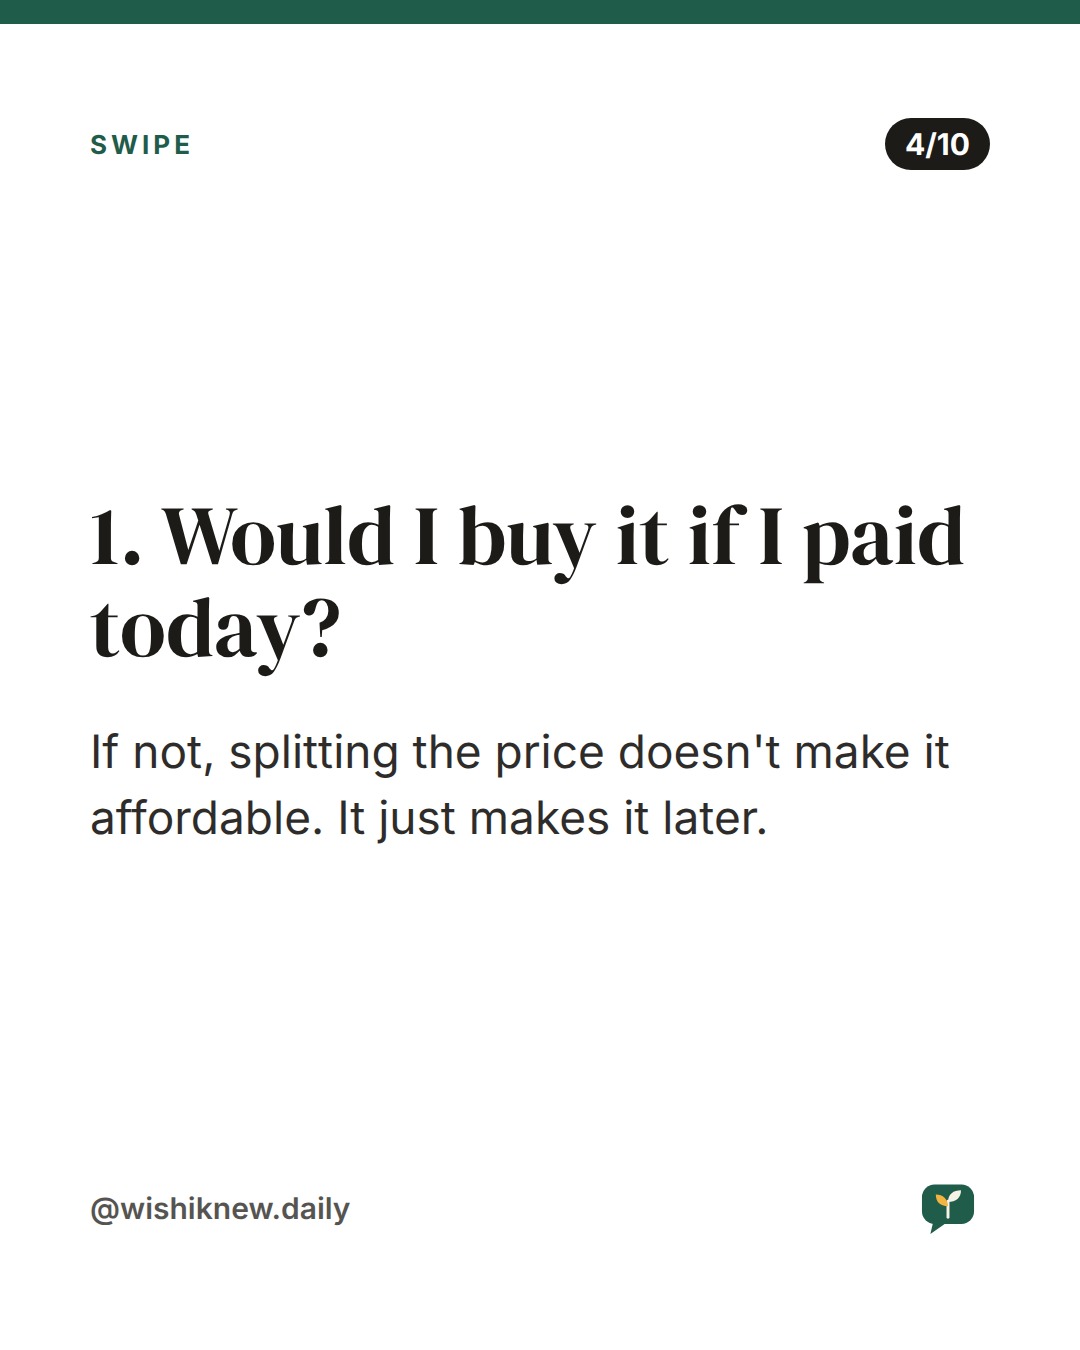 SWIPE
4/10
1. Would I buy it if I paid
today?
If not, splitting the price doesn't make it
affordable. It just makes it later.
@wishiknew.daily